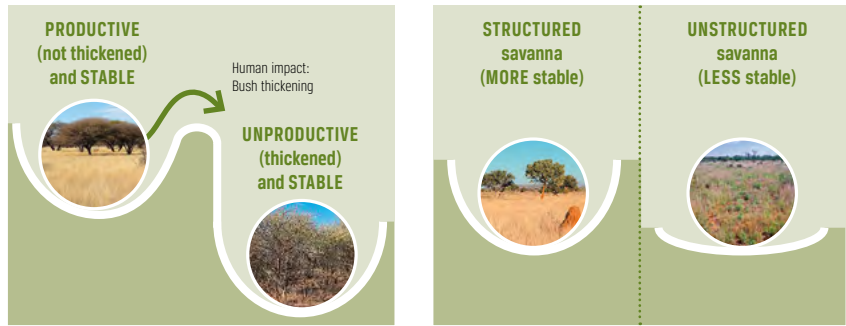 PRODUCTIVE
(not thickened)
and STABLE
Human impact:
Bush thickening
UNPRODUCTIVE
(thickened)
and STABLE
STRUCTURED
savanna
(MORE stable)
UNSTRUCTURED
savanna
(LESS stable)